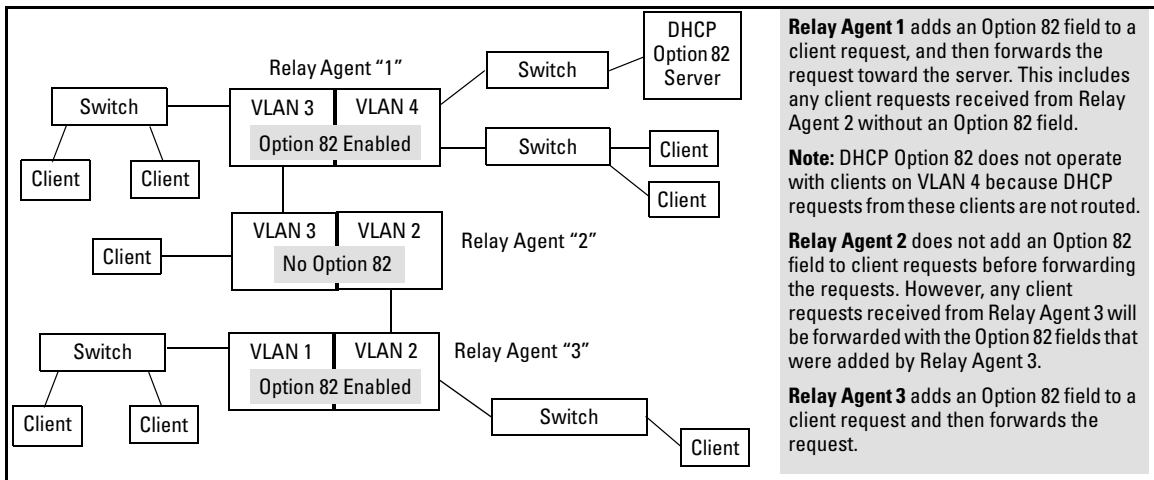 DHCP
Option 82
Server
Relay Agent “1”
Switch
Switch
VLAN 3
VLAN 4
Option 82 Enabled
Switch
Client
Client
Client
Client
VLAN 3
VLAN 2
Relay Agent “2”
Client
No Option 82
Switch
VLAN 1
VLAN 2
Relay Agent “3”
Option 82 Enabled
Client
Client
Switch
Client
Relay Agent 1 adds an Option 82 field to a
client request, and then forwards the
request toward the server. This includes
any client requests received from Relay
Agent 2 without an Option 82 field.
Note: DHCP Option 82 does not operate
with clients on VLAN 4 because DHCP
requests from these clients are not routed.
Relay Agent 2 does not add an Option 82
field to client requests before forwarding
the requests. However, any client
requests received from Relay Agent 3 will
be forwarded with the Option 82 fields that
were added by Relay Agent 3.
Relay Agent 3 adds an Option 82 field to a
client request and then forwards the
request.